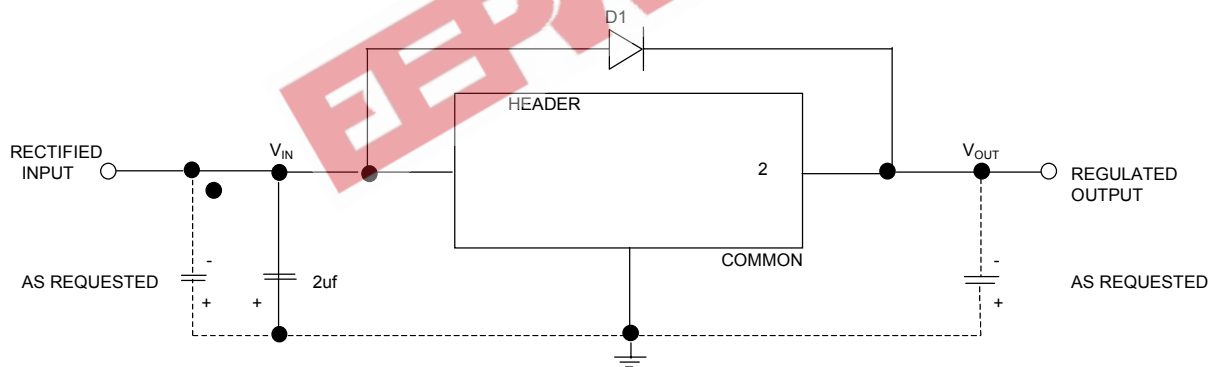 D1
HEADER
RECTIFIED
INPUT
VIN
2
VOUT
REGULATED
OUTPUT
COMMON
AS REQUESTED
-
+
+
2uf
-
+
AS REQUESTED